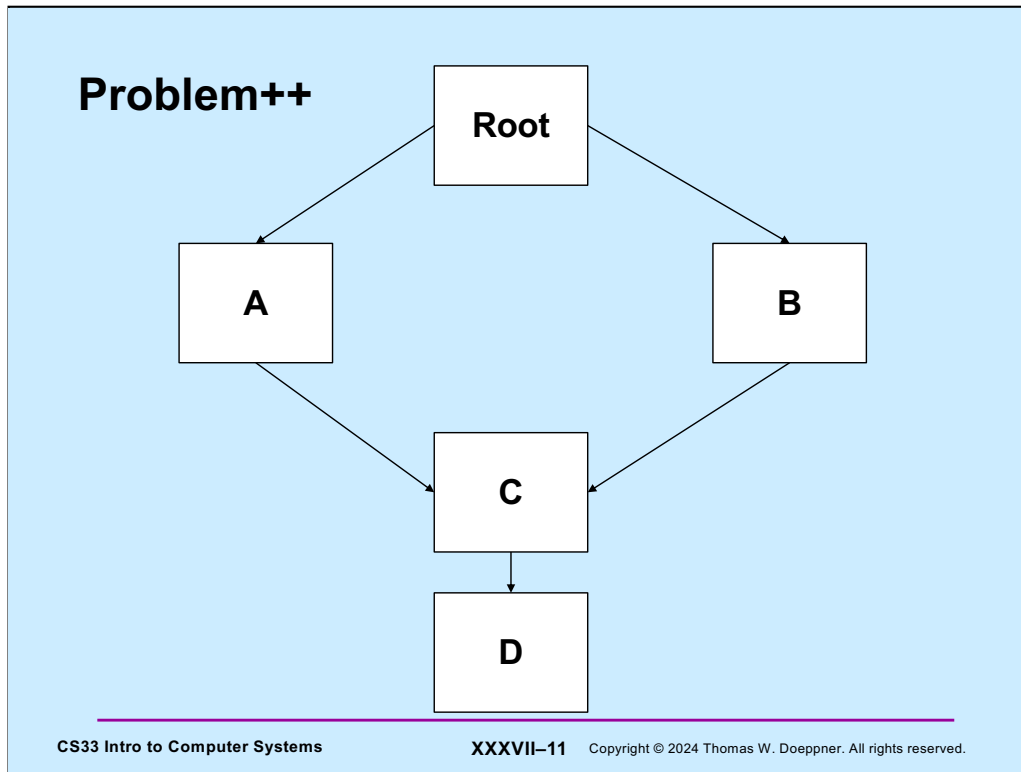 Problem++
Root
A
B
C
D
CS33 Intro to Computer Systems XXXVII–11 Copyright © 2024 Thomas W. Doeppner. All rights reserved.